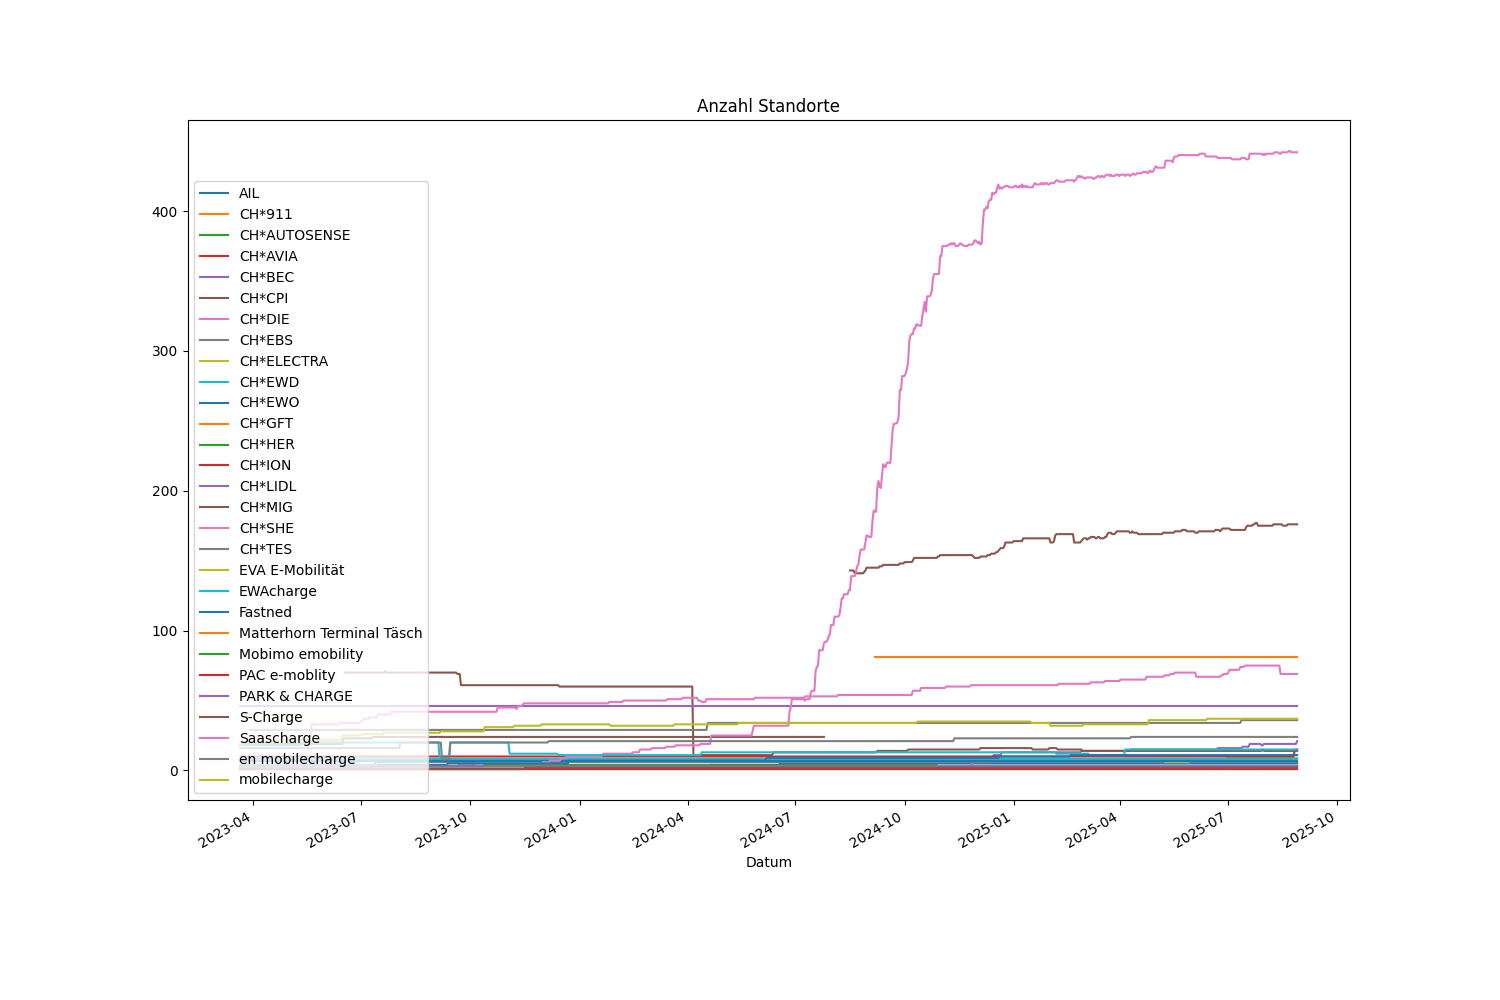 Anzahl Standorte
400
300
200
100
0
AIL
CH*911
CH*AUTOSENSE
CH*AVIA
CH*BEC
CH*CPI
CH*DIE
CH*EBS
CH*ELECTRA
CH*EWD
CH*EWO
CH*GFT
CH*HER
CH*ION
CH*LIDL
CH*MIG
CH*SHE
CH*TES
EVA E-Mobilität
EWAcharge
Fastned
Matterhorn Terminal Täsch
Mobimo emobility
PAC e-moblity
PARK & CHARGE
S-Charge
Saascharge
en mobilecharge
mobilecharge
2023-04
2023-07
2023-10
2024-01
2024-04
2024-07
2024-10
2025-01
2025-04
2025-07
2025-10
Datum